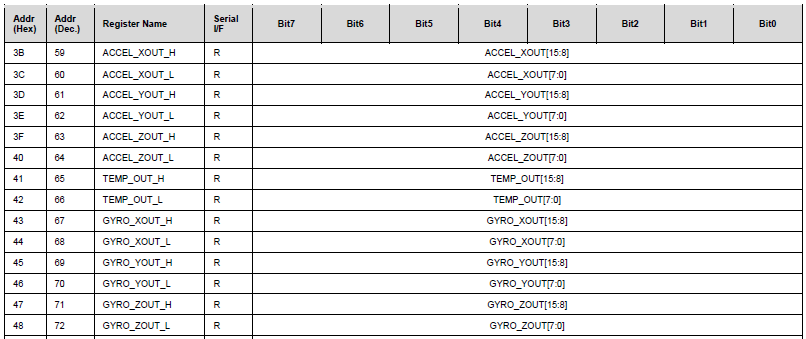 Addr (Hex) Addr (Dec.) Register Name Serial I/F Bit7 Bit6 Bit5 Bit4 Bit3 Bit2 Bit1 Bit0
3B 59 ACCEL_XOUT_H R ACCEL_XOUT[15:8]
3C 60 ACCEL_XOUT_L R ACCEL_XOUT[7:0]
3D 61 ACCEL_YOUT_H R ACCEL_YOUT[15:8]
3E 62 ACCEL_YOUT_L R ACCEL_YOUT[7:0]
3F 63 ACCEL_ZOUT_H R ACCEL_ZOUT[15:8]
40 64 ACCEL_ZOUT_L R ACCEL_ZOUT[7:0]
41 65 TEMP_OUT_H R TEMP_OUT[15:8]
42 66 TEMP_OUT_L R TEMP_OUT[7:0]
43 67 GYRO_XOUT_H R GYRO_XOUT[15:8]
44 68 GYRO_XOUT_L R GYRO_XOUT[7:0]
45 69 GYRO_YOUT_H R GYRO_YOUT[15:8]
46 70 GYRO_YOUT_L R GYRO_YOUT[7:0]
47 71 GYRO_ZOUT_H R GYRO_ZOUT[15:8]
48 72 GYRO_ZOUT_L R GYRO_ZOUT[7:0]